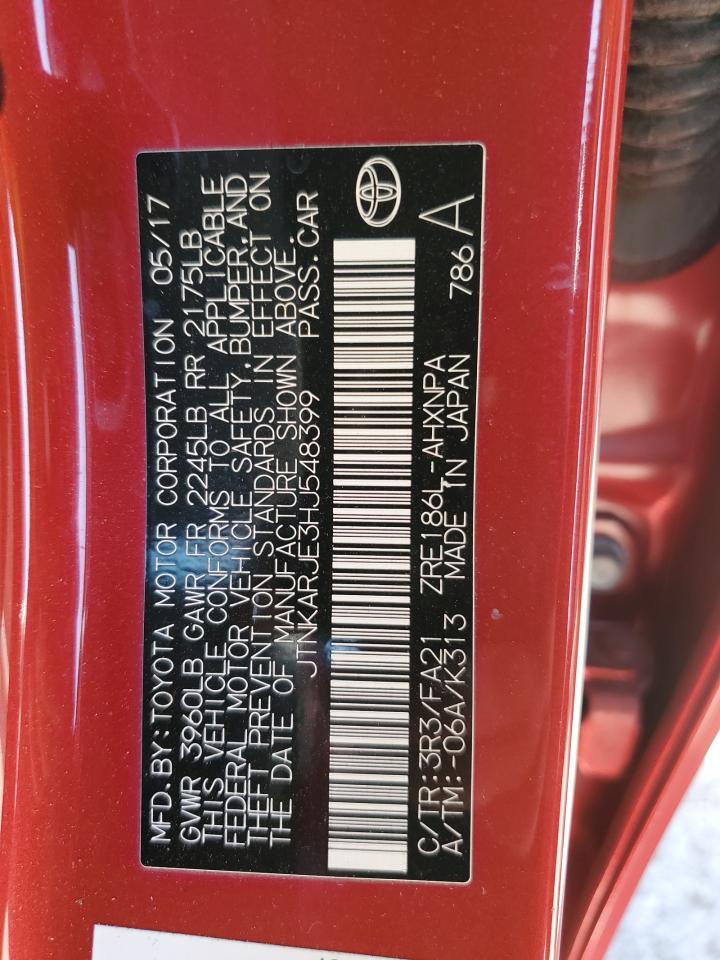 MFD. BY: TOYOTA MOTOR CORPORATION 05/17
GVWR 3960LB GAWR FR 2245LB RR 2175LB
THIS VEHICLE CONFORMS TO ALL APPLICABLE
FEDERAL MOTOR VEHICLE SAFETY, BUMPER, AND
THEFT PREVENTION STANDARDS IN EFFECT ON
THE DATE OF MANUFACTURE SHOWN ABOVE.
JTNKARJE3HJ548399 PASS. CAR
C/TR: 3R3/FA21 ZRE186L-AHXNPA 786 A
A/TM: -06A/K313 MADE IN JAPAN